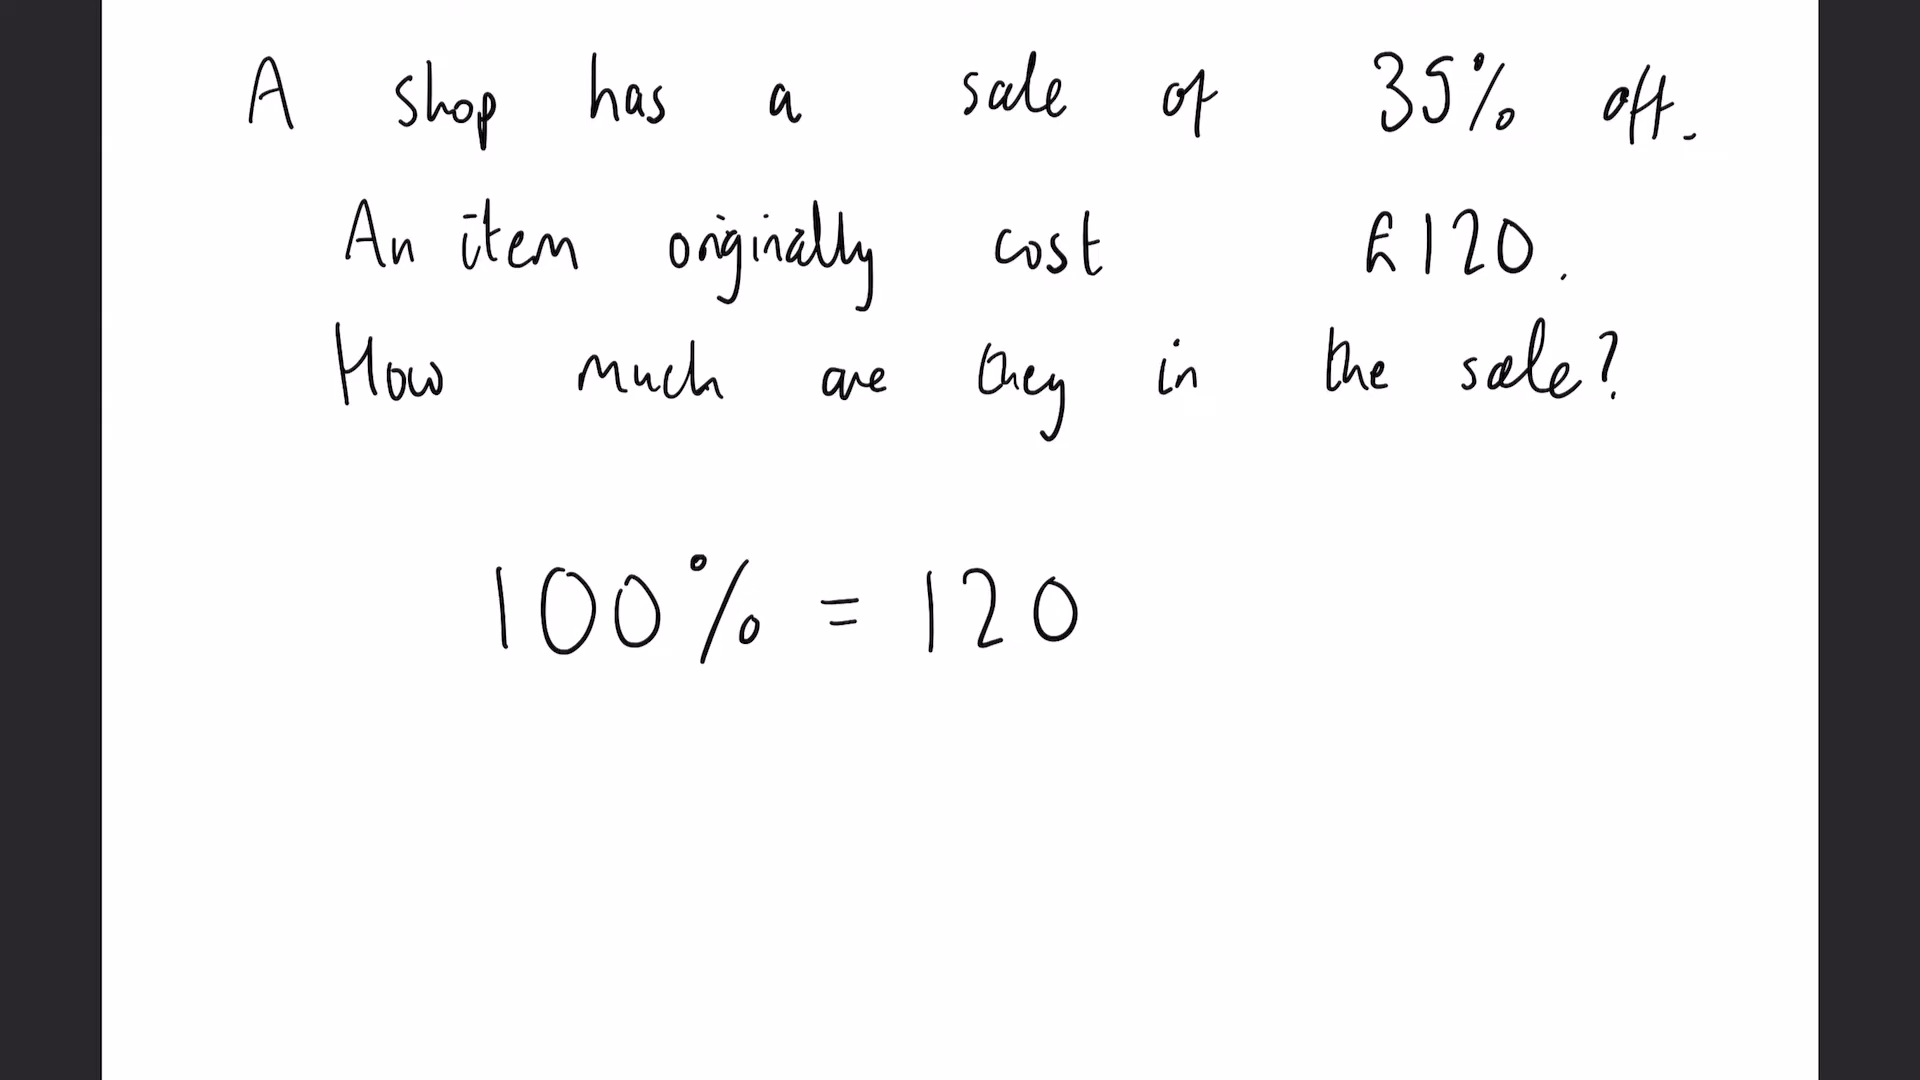 A shop has a sale of 35% off.
An item originally cost £120.
How much are they in the sale?
100% = 120